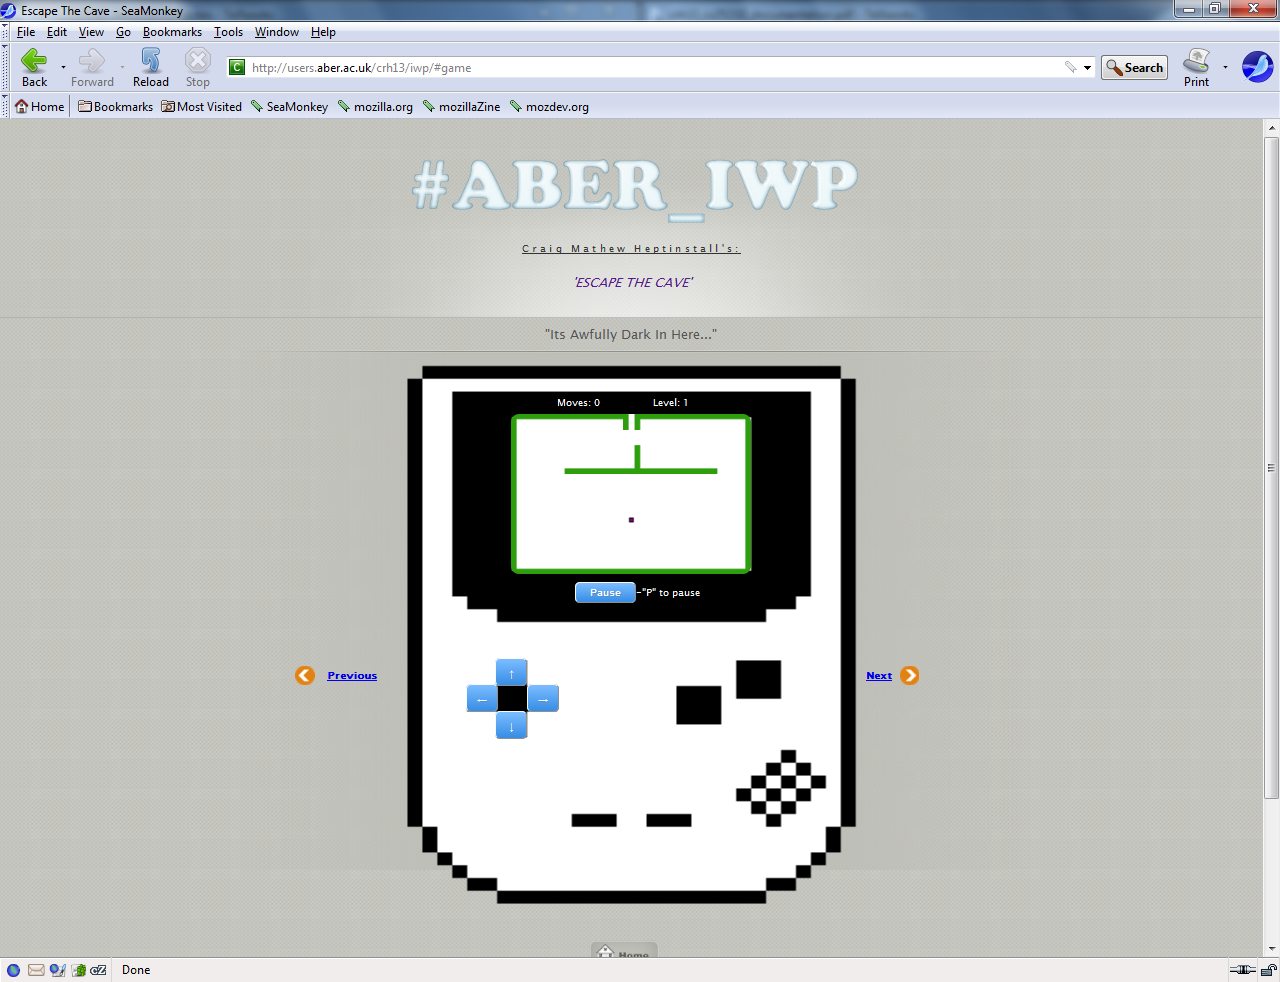 Escape The Cave - SeaMonkey
File Edit View Go Bookmarks Tools Window Help
Back Forward Reload Stop http://users.aber.ac.uk/crh13/iwp/#game Search Print
Home Bookmarks Most Visited SeaMonkey mozilla.org mozillaZine mozdev.org
#ABER_IWP
Craig Mathew Heptinstall's:
'ESCAPE THE CAVE'
"Its Awfully Dark In Here..."
Moves: 0 Level: 1
Pause -"P" to pause
↑
← →
↓
Previous Next
Home
Done